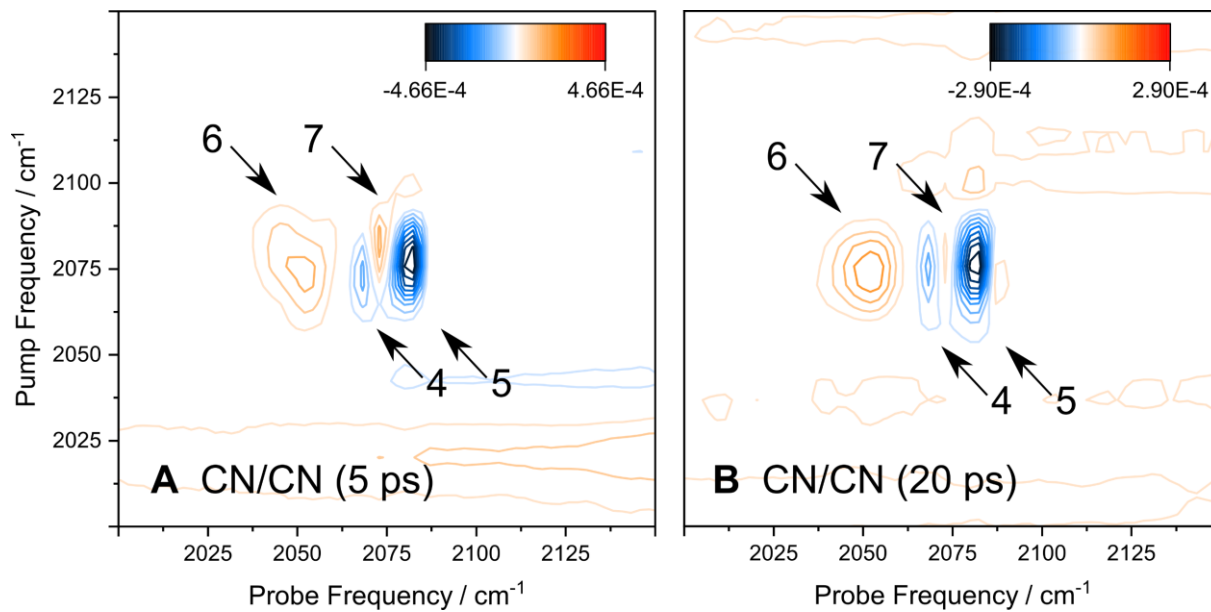 -4.66E-4 4.66E-4
2125
2100
2075
2050
2025
Pump Frequency / cm-1
6 7
4 5
A CN/CN (5 ps)
2025 2050 2075 2100 2125
Probe Frequency / cm-1
-2.90E-4 2.90E-4
6 7
4 5
B CN/CN (20 ps)
2025 2050 2075 2100 2125
Probe Frequency / cm-1